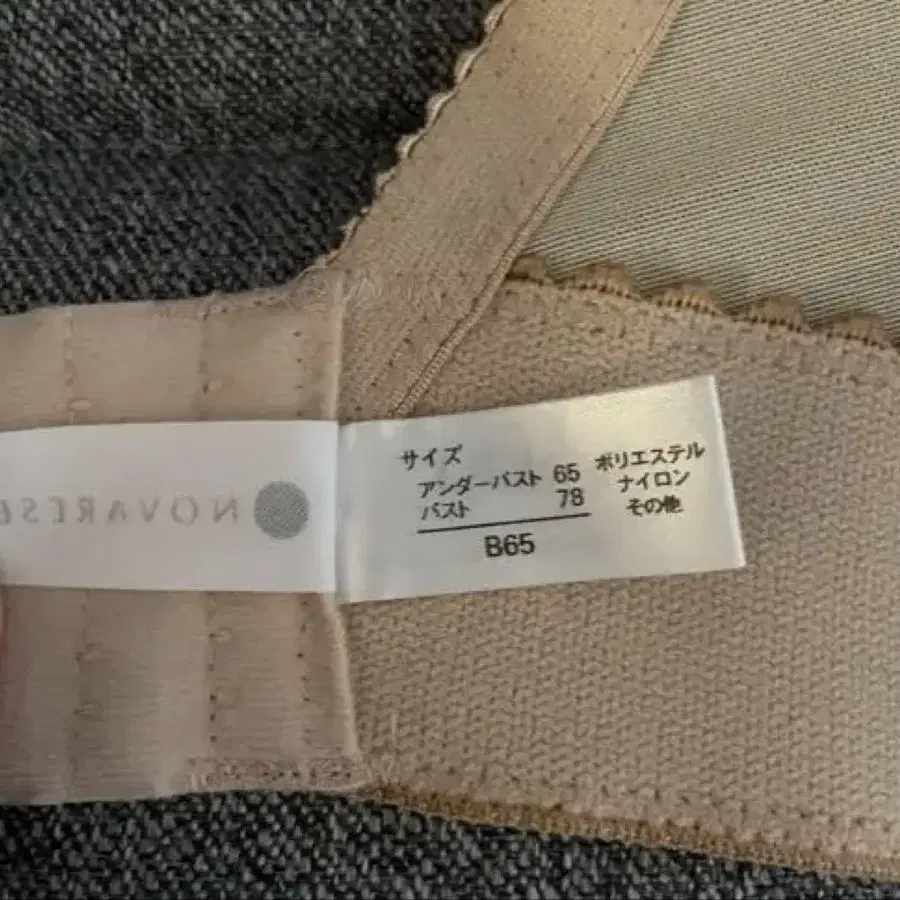 NOVARESE
サイズ
アンダーバスト 65
バスト 78
B65
ポリエステル
ナイロン
その他